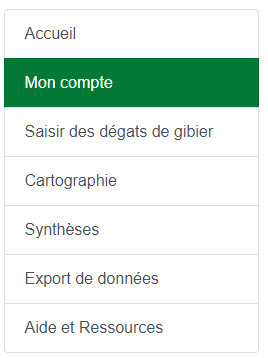 Accueil
Mon compte
Saisir des dégats de gibier
Cartographie
Synthèses
Export de données
Aide et Ressources